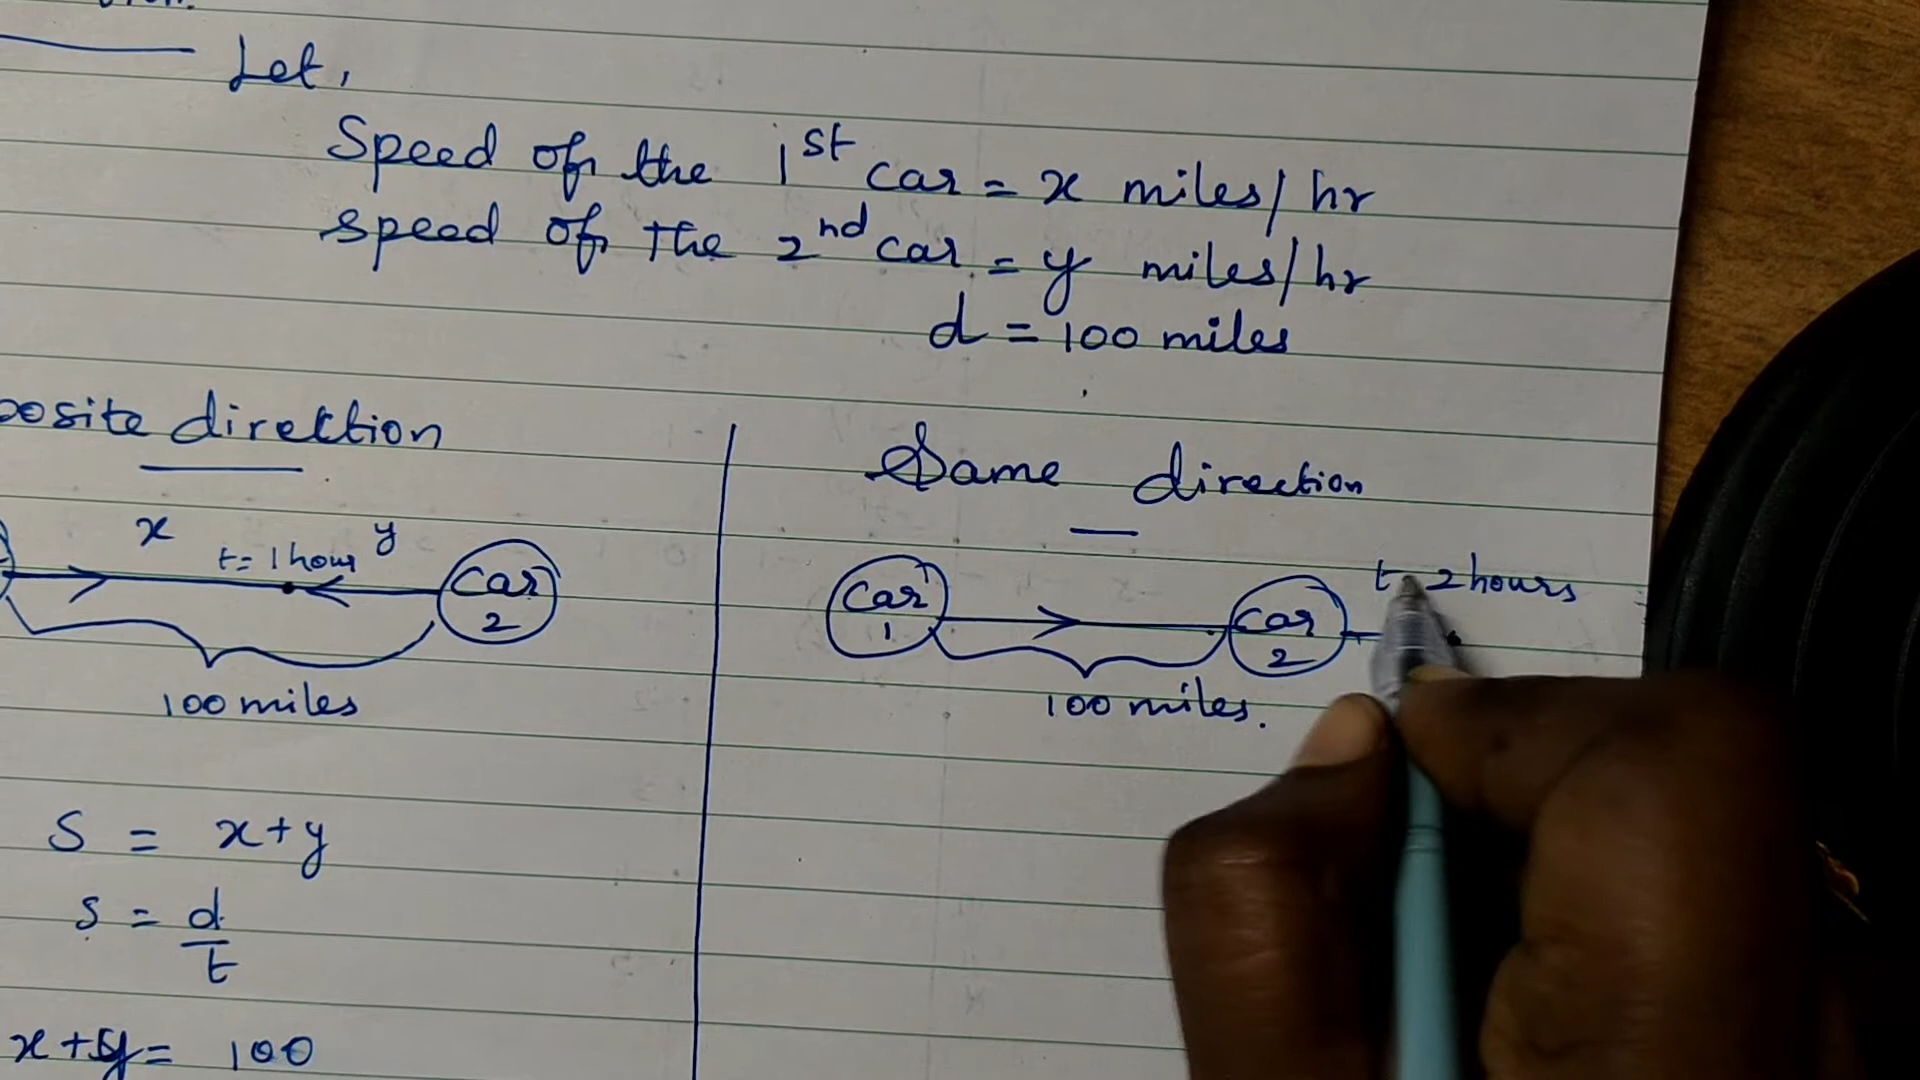 Let,
Speed of the 1st car = x miles/hr
speed of the 2nd car = y miles/hr
d = 100 miles
posite direction
x
t = 1 hour
y
car
2
100 miles
S = x+y
s = d/t
x+y = 100
Same direction
car
1
car
2
t 2 hours
100 miles.